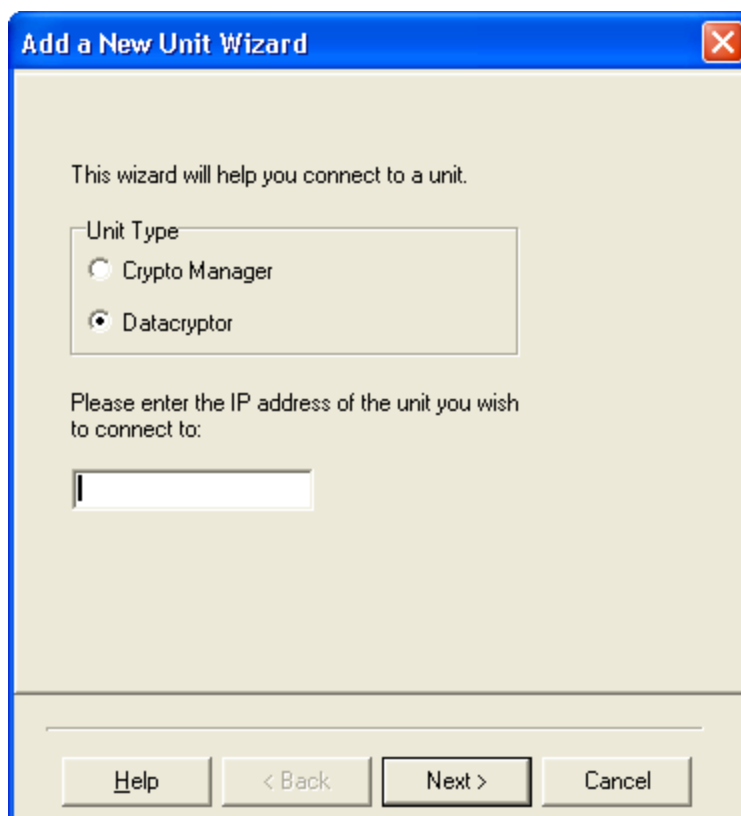 Add a New Unit Wizard
This wizard will help you connect to a unit.
Unit Type
Crypto Manager
Datacryptor
Please enter the IP address of the unit you wish
to connect to:
Help
< Back
Next >
Cancel